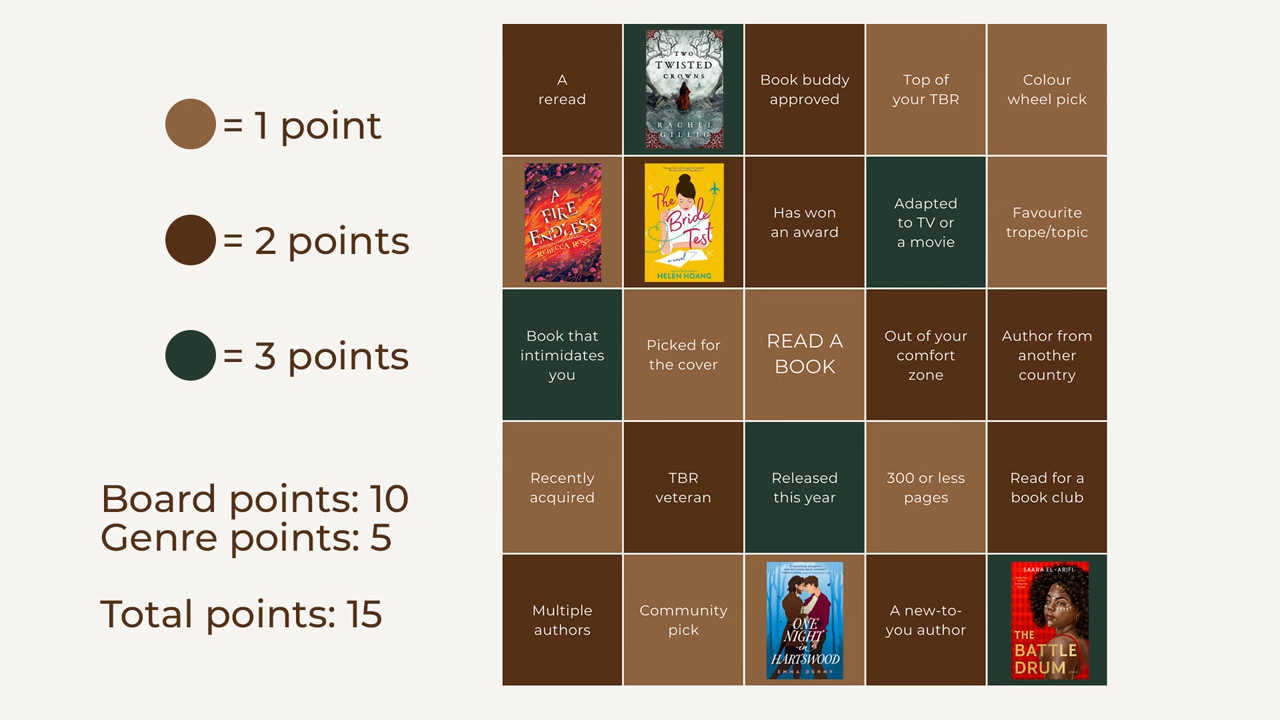 = 1 point
= 2 points
= 3 points
Board points: 10
Genre points: 5
Total points: 15
A
reread
TWO
TWISTED
CROWNS
RACHEL
GILLIG
Book buddy
approved
Top of
your TBR
Colour
wheel pick
A
FIRE
ENDLESS
REBECCA ROSS
The
Bride
Test
a novel
HELEN HOANG
Has won
an award
Adapted
to TV or
a movie
Favourite
trope/topic
Book that
intimidates
you
Picked for
the cover
READ A
BOOK
Out of your
comfort
zone
Author from
another
country
Recently
acquired
TBR
veteran
Released
this year
300 or less
pages
Read for a
book club
Multiple
authors
Community
pick
ONE
NIGHT
in
HARTSWOOD
EMMA DENNY
A new-to-
you author
SAARA EL-ARIFI
THE
BATTLE
DRUM